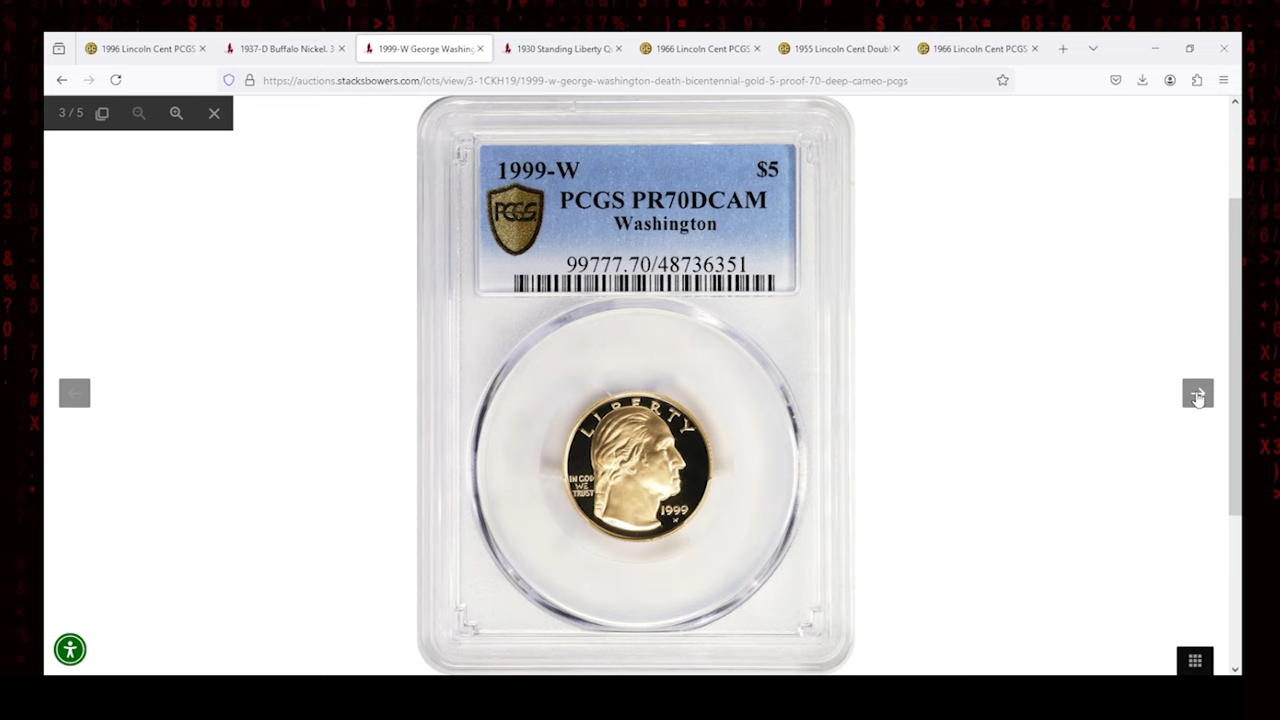 1996 Lincoln Cent PCGS
1937-D Buffalo Nickel. 3
1999-W George Washing
1930 Standing Liberty Q
1966 Lincoln Cent PCGS
1955 Lincoln Cent Doubl
1966 Lincoln Cent PCGS
https://auctions.stacksbowers.com/lots/view/3-1CKH19/1999-w-george-washington-death-bicentennial-gold-5-proof-70-deep-cameo-pcgs
3 / 5
1999-W $5
PCGS PR70DCAM
PCGS
Washington
99777.70/48736351
LIBERTY
IN GOD
WE
TRUST
1999
W